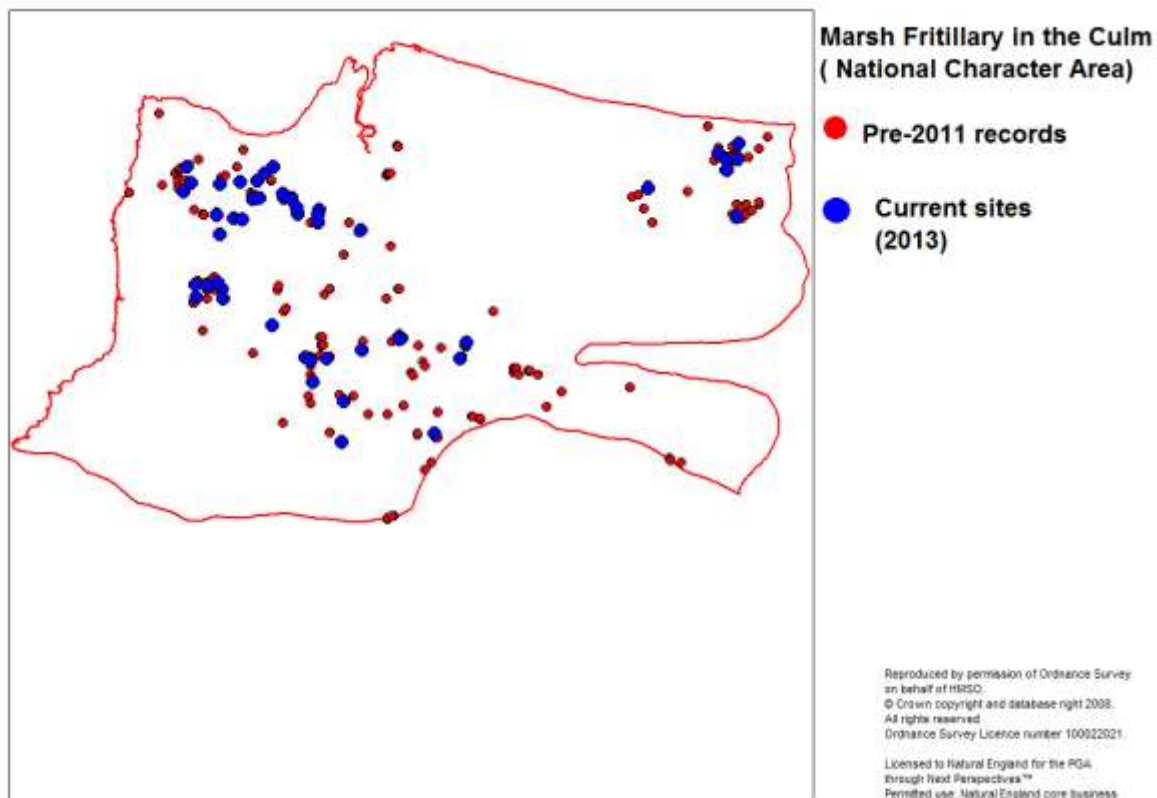 Marsh Fritillary in the Culm
( National Character Area)
Pre-2011 records
Current sites
(2013)
Reproduced by permission of Ordnance Survey
on behalf of HMSO.
© Crown copyright and database right 2008.
All rights reserved
Ordnance Survey Licence number 100022021.
Licensed to Natural England for the PGA
through Next Perspectives™
Permitted use: Natural England core business